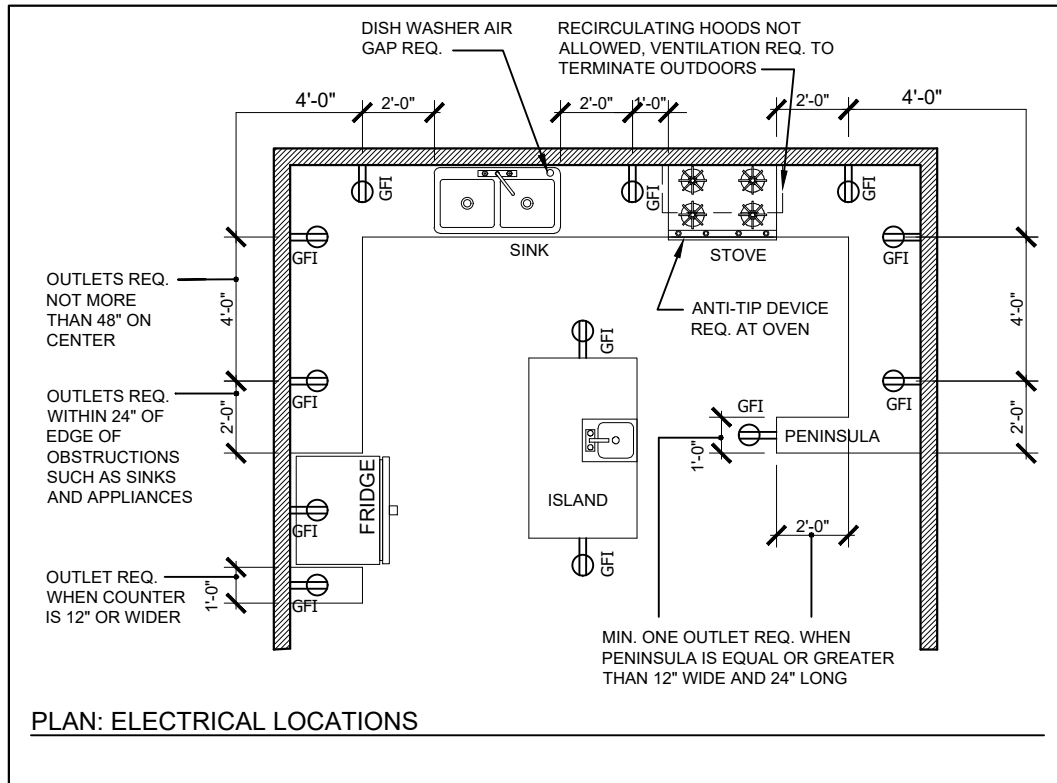 DISH WASHER AIR
GAP REQ.
RECIRCULATING HOODS NOT
ALLOWED, VENTILATION REQ. TO
TERMINATE OUTDOORS
4'-0"
2'-0"
2'-0"
1'-0"
2'-0"
4'-0"
GFI
GFI
GFI
SINK
STOVE
GFI
GFI
OUTLETS REQ.
NOT MORE
THAN 48" ON
CENTER
4'-0"
ANTI-TIP DEVICE
REQ. AT OVEN
4'-0"
GFI
GFI
GFI
OUTLETS REQ.
WITHIN 24" OF
EDGE OF
OBSTRUCTIONS
SUCH AS SINKS
AND APPLIANCES
2'-0"
GFI
PENINSULA
1'-0"
2'-0"
FRIDGE
GFI
ISLAND
2'-0"
GFI
OUTLET REQ.
WHEN COUNTER
IS 12" OR WIDER
1'-0"
GFI
MIN. ONE OUTLET REQ. WHEN
PENINSULA IS EQUAL OR GREATER
THAN 12" WIDE AND 24" LONG
PLAN: ELECTRICAL LOCATIONS